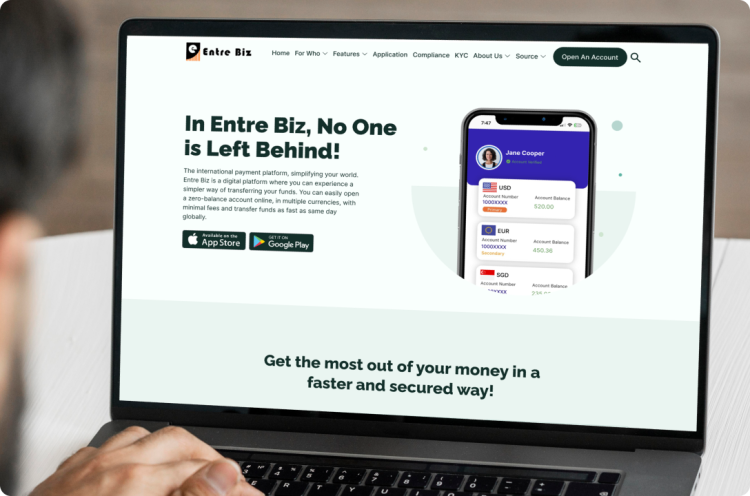 Entre Biz
Home For Who Features Application Compliance KYC About Us Source Open An Account
In Entre Biz, No One
is Left Behind!
The international payment platform, simplifying your world.
Entre Biz is a digital platform where you can experience a
simpler way of transferring your funds. You can easily open
a zero-balance account online, in multiple currencies, with
minimal fees and transfer funds as fast as same day
globally.
Available on the
App Store
GET IT ON
Google Play
7:47
Jane Cooper
Account Verified
USD
Account Number Account Balance
1000XXXX 520.00
Primary
EUR
Account Number Account Balance
1000XXXX 450.36
Secondary
SGD
Account Number Account Balance
Get the most out of your money in a
faster and secured way!